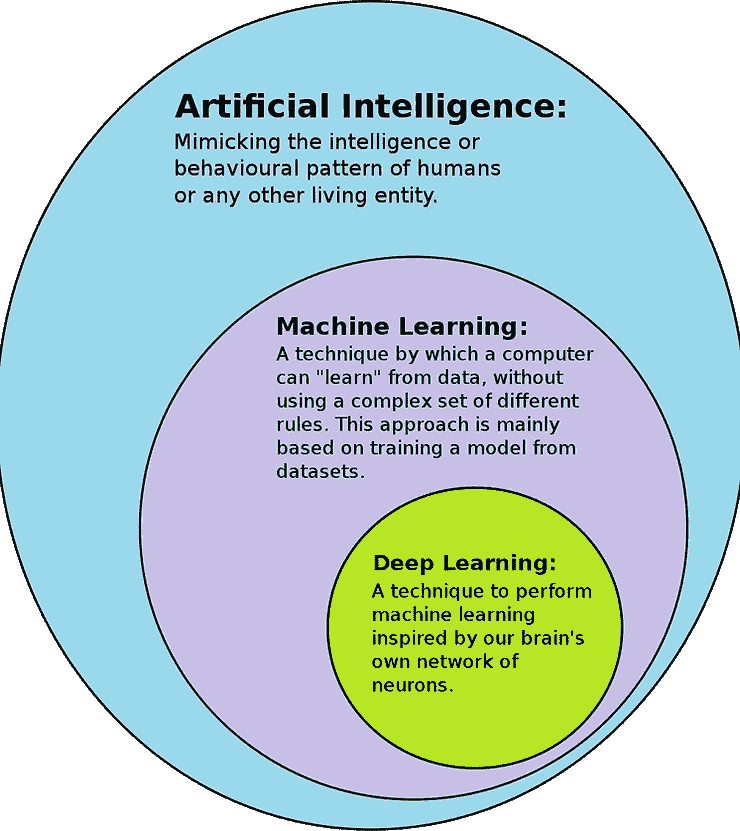 Artificial Intelligence:
Mimicking the intelligence or
behavioural pattern of humans
or any other living entity.
Machine Learning:
A technique by which a computer
can "learn" from data, without
using a complex set of different
rules. This approach is mainly
based on training a model from
datasets.
Deep Learning:
A technique to perform
machine learning
inspired by our brain's
own network of
neurons.